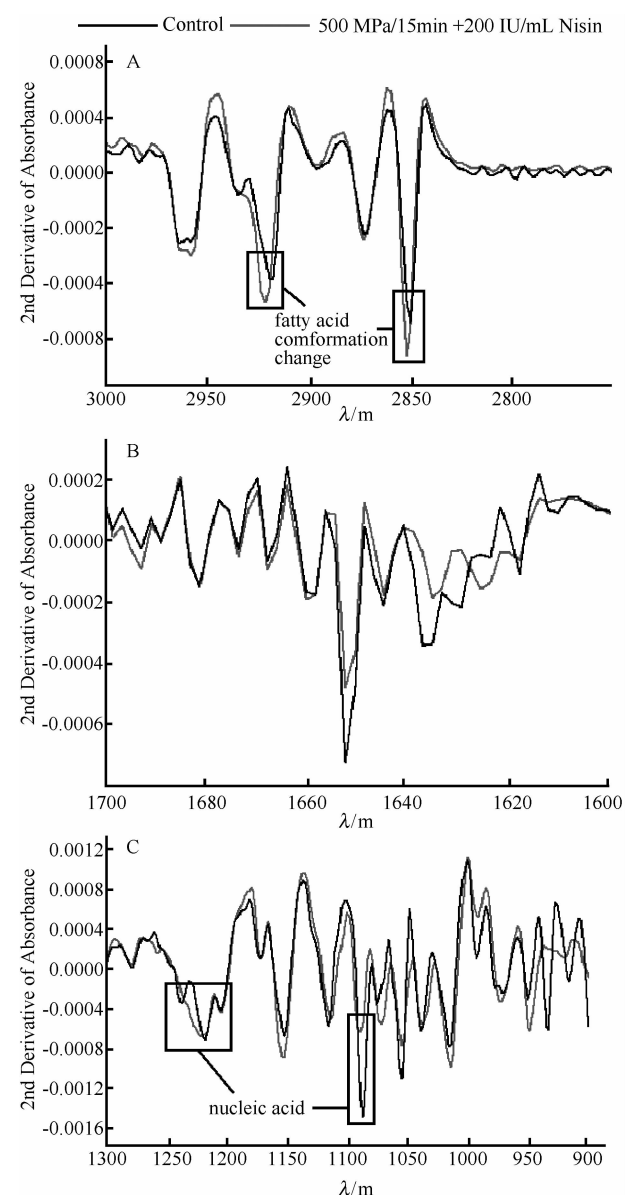 Control 500 MPa/15min +200 IU/mL Nisin
A
2nd Derivative of Absorbance
0.0008
0.0004
0.0000
-0.0002
-0.0004
-0.0008
fatty acid
comformation
change
3000 2950 2900 2850 2800
λ/m
B
2nd Derivative of Absorbance
0.0002
0.0000
-0.0002
-0.0004
-0.0006
1700 1680 1660 1640 1620 1600
λ/m
C
2nd Derivative of Absorbance
0.0012
0.0008
0.0004
0.0000
-0.0004
-0.0008
-0.0012
-0.0016
nucleic acid
1300 1250 1200 1150 1100 1050 1000 950 900
λ/m